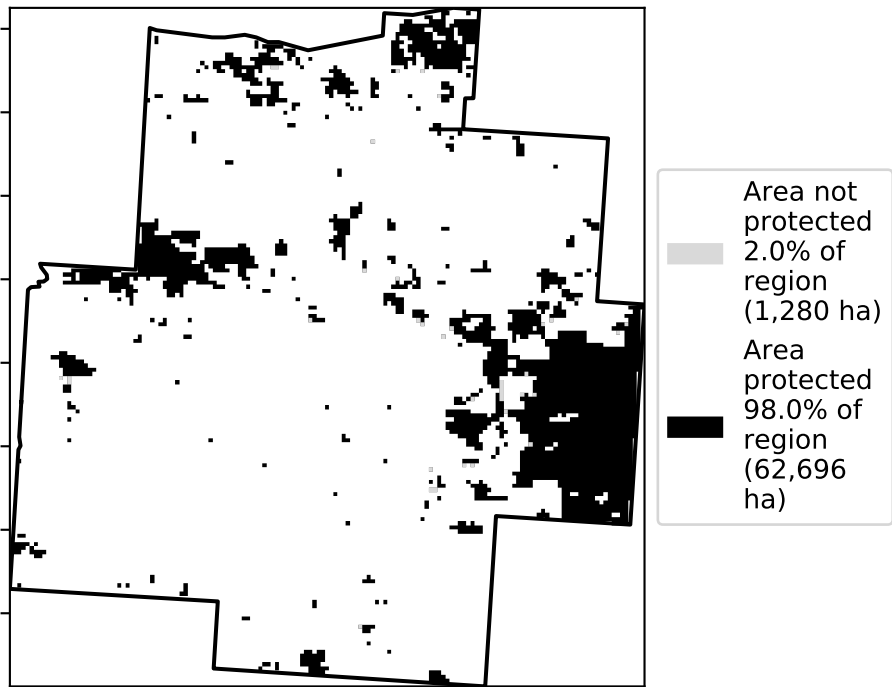 Area not
protected
2.0% of
region
(1,280 ha)
Area
protected
98.0% of
region
(62,696
ha)